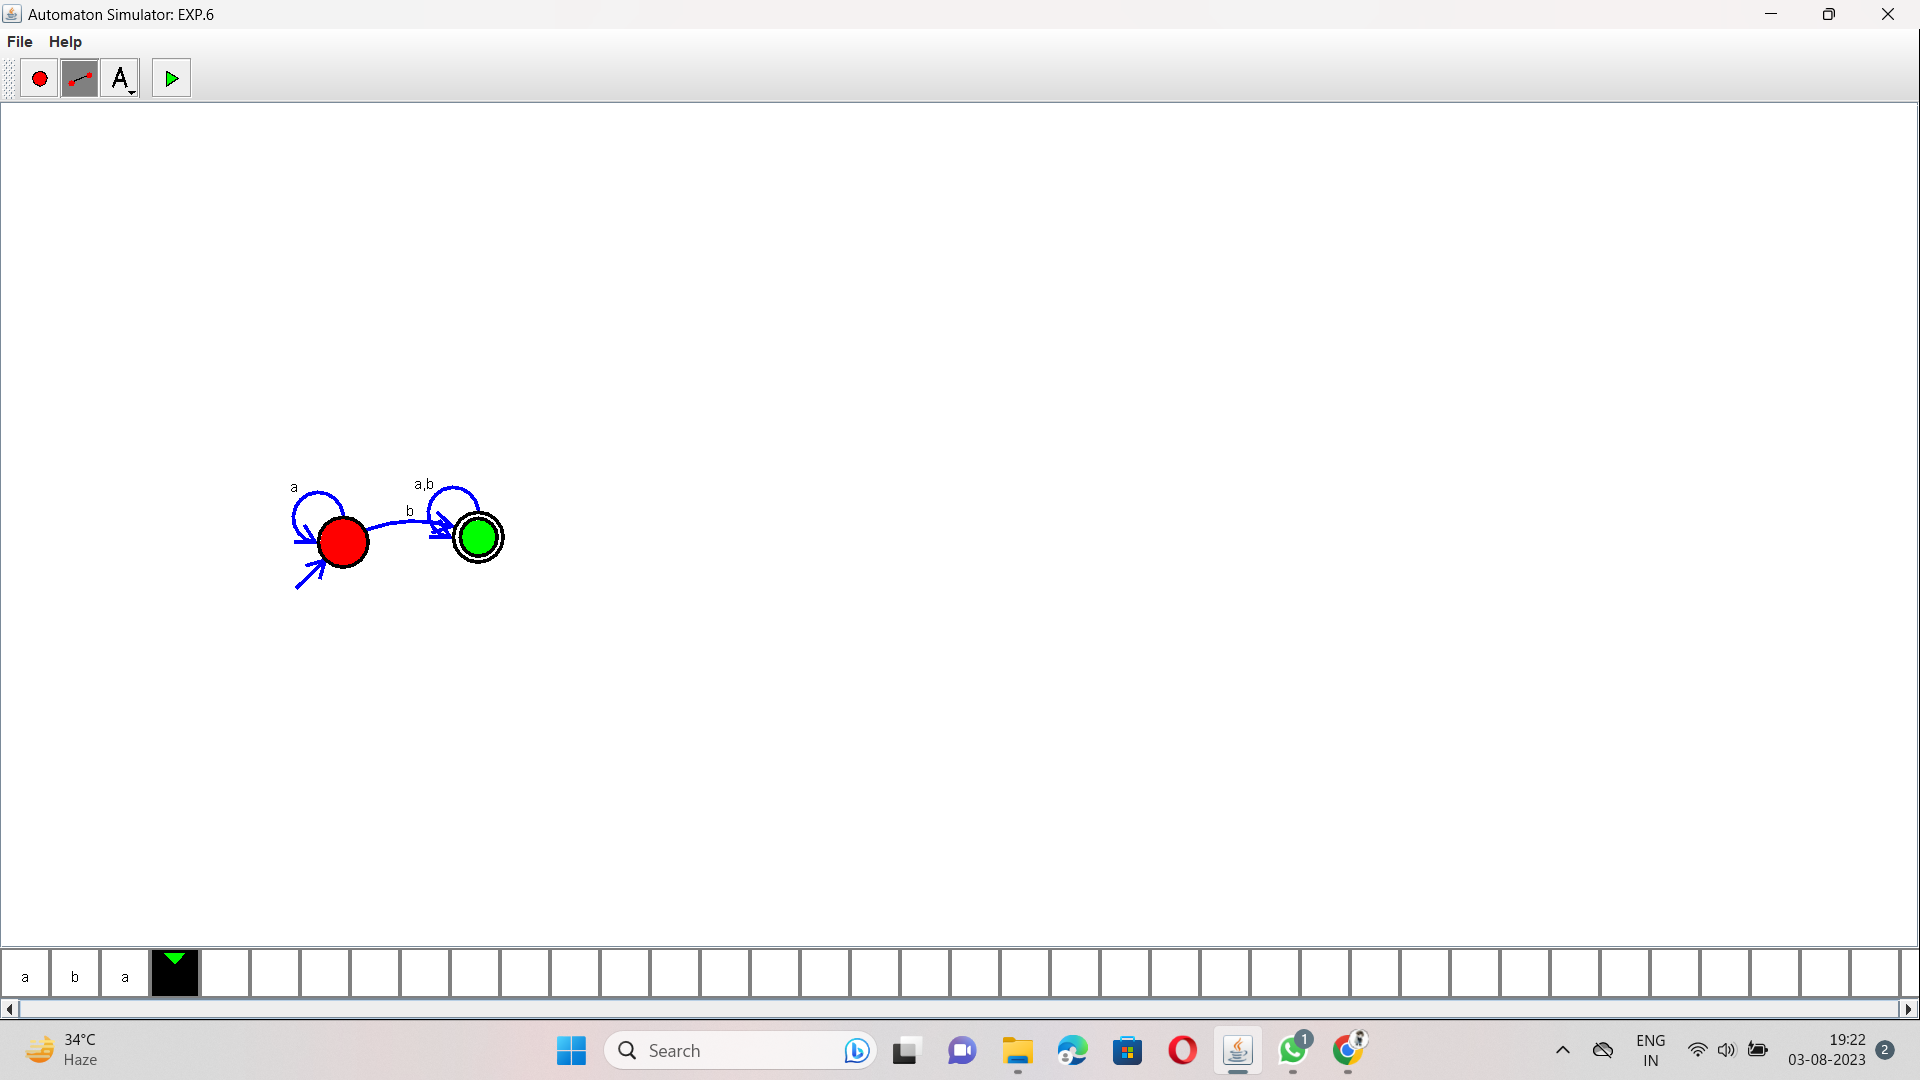 Automaton Simulator: EXP.6
File Help
A
a
a,b
b
a b a
34°C
Haze
Search
1
ENG
IN
19:22
03-08-2023
2